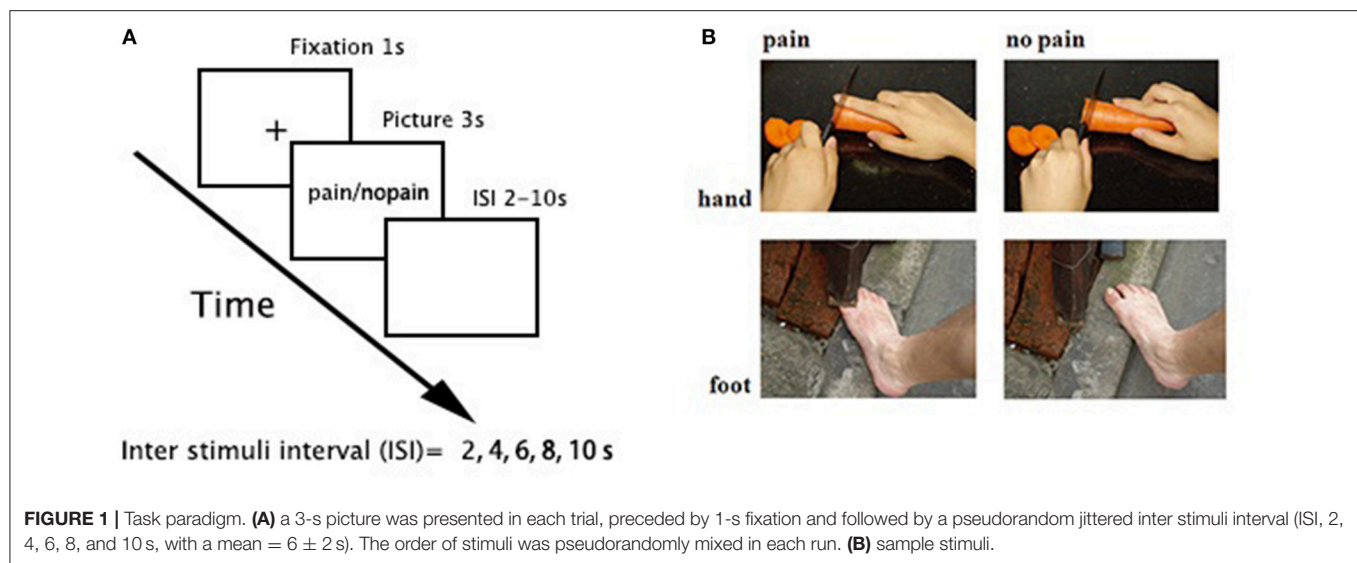 A
Fixation 1s
+
Picture 3s
pain/nopain
ISI 2-10s
Time
Inter stimuli interval (ISI)= 2, 4, 6, 8, 10 s
B
pain
no pain
hand
foot
FIGURE 1 | Task paradigm. (A) a 3-s picture was presented in each trial, preceded by 1-s fixation and followed by a pseudorandom jittered inter stimuli interval (ISI, 2,
4, 6, 8, and 10 s, with a mean = 6 ± 2 s). The order of stimuli was pseudorandomly mixed in each run. (B) sample stimuli.